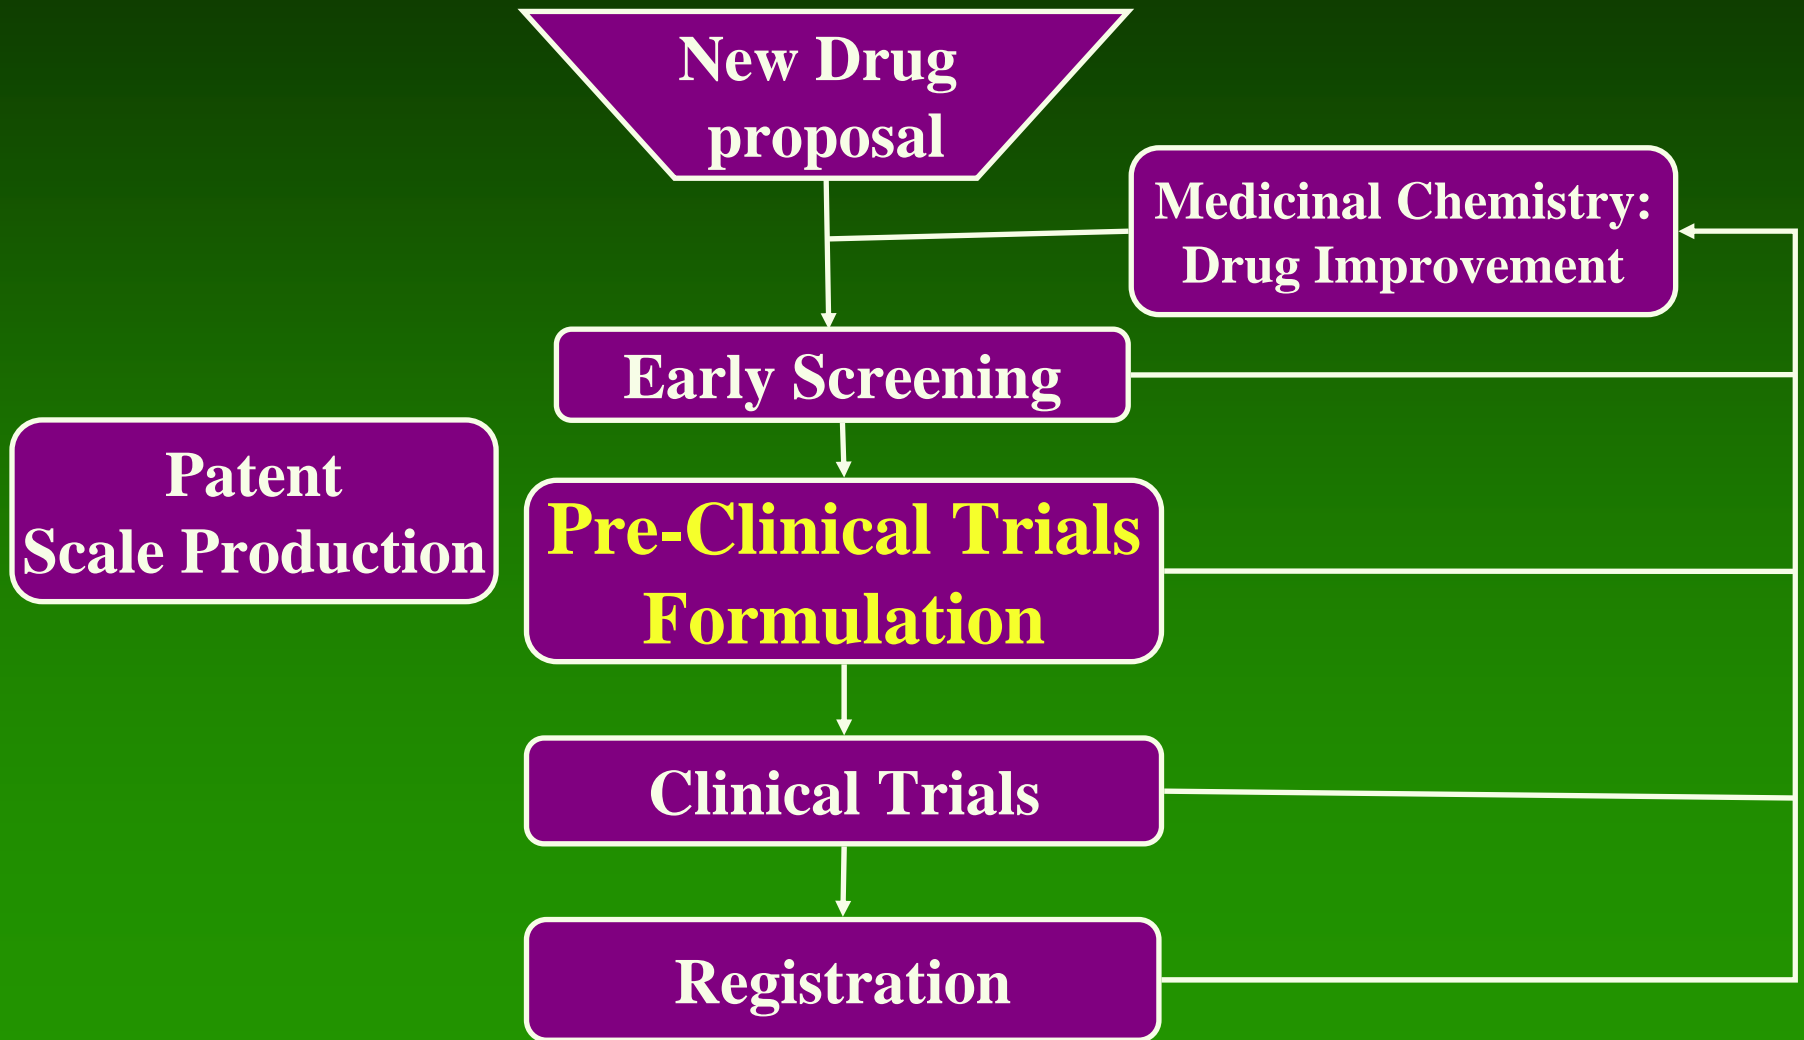 New Drug
proposal
Medicinal Chemistry:
Drug Improvement
Early Screening
Patent
Scale Production
Pre-Clinical Trials
Formulation
Clinical Trials
Registration